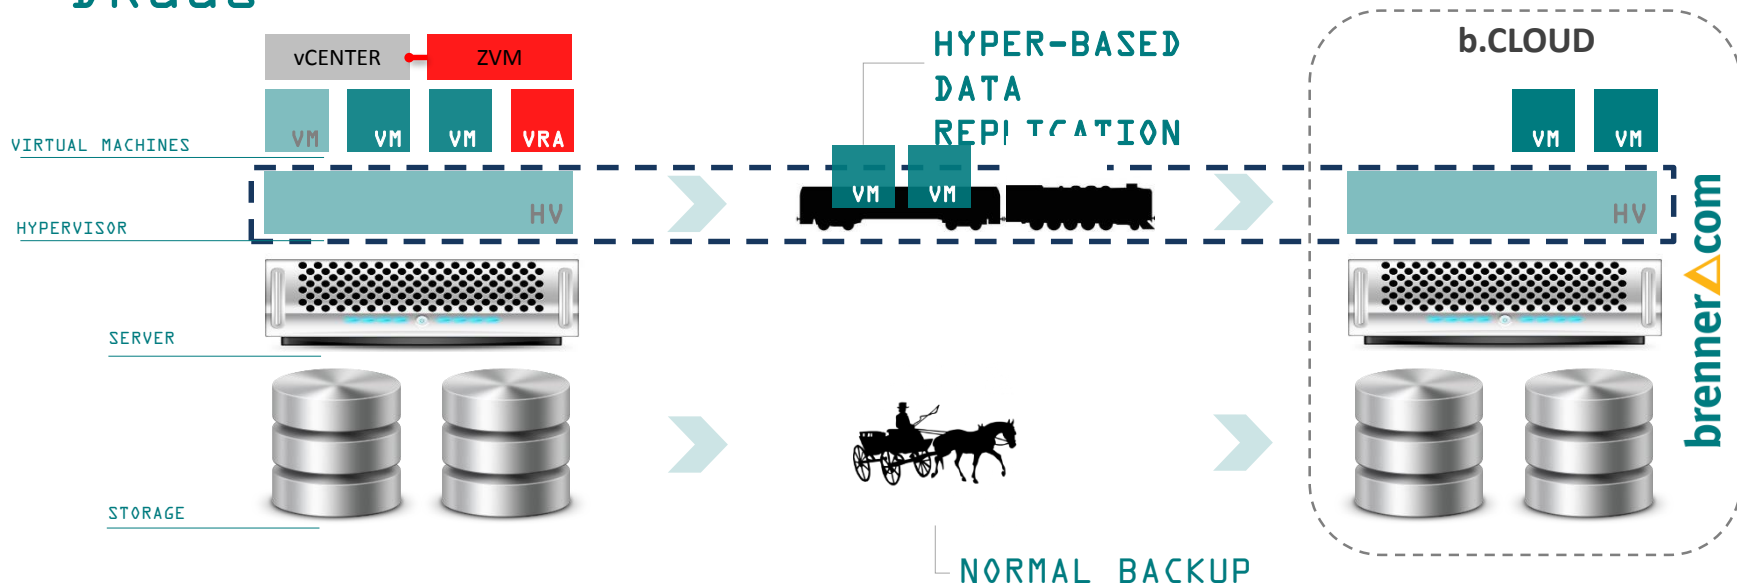 vCENTER
ZVM
HYPER-BASED
DATA
b.CLOUD
VM
VM
VM
VRA
VIRTUAL MACHINES
VM
VM
VM
VM
HV
HYPERVISOR
HV
brenner com
SERVER
STORAGE
NORMAL BACKUP